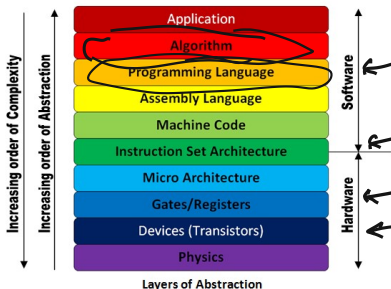 Application
Algorithm
Programming Language
Assembly Language
Machine Code
Instruction Set Architecture
Micro Architecture
Gates/Registers
Devices (Transistors)
Physics
Increasing order of Complexity
Increasing order of Abstraction
Software
Hardware
Layers of Abstraction